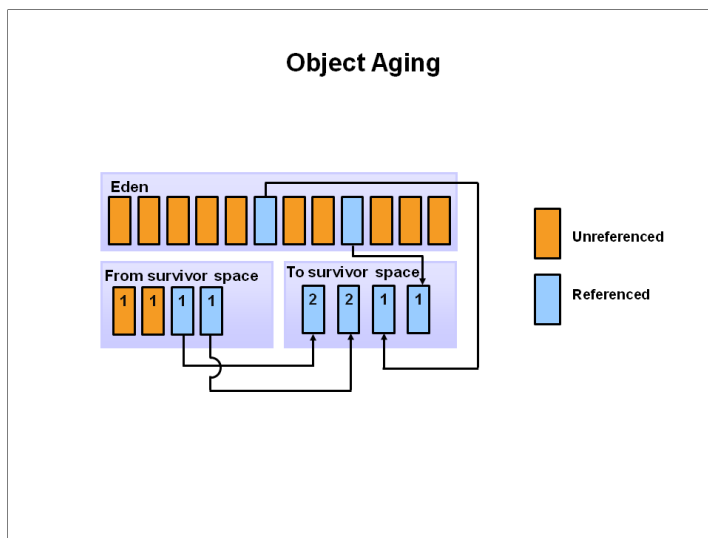 Object Aging
Eden
From survivor space
1 1 1 1
To survivor space
2 2 1 1
Unreferenced
Referenced